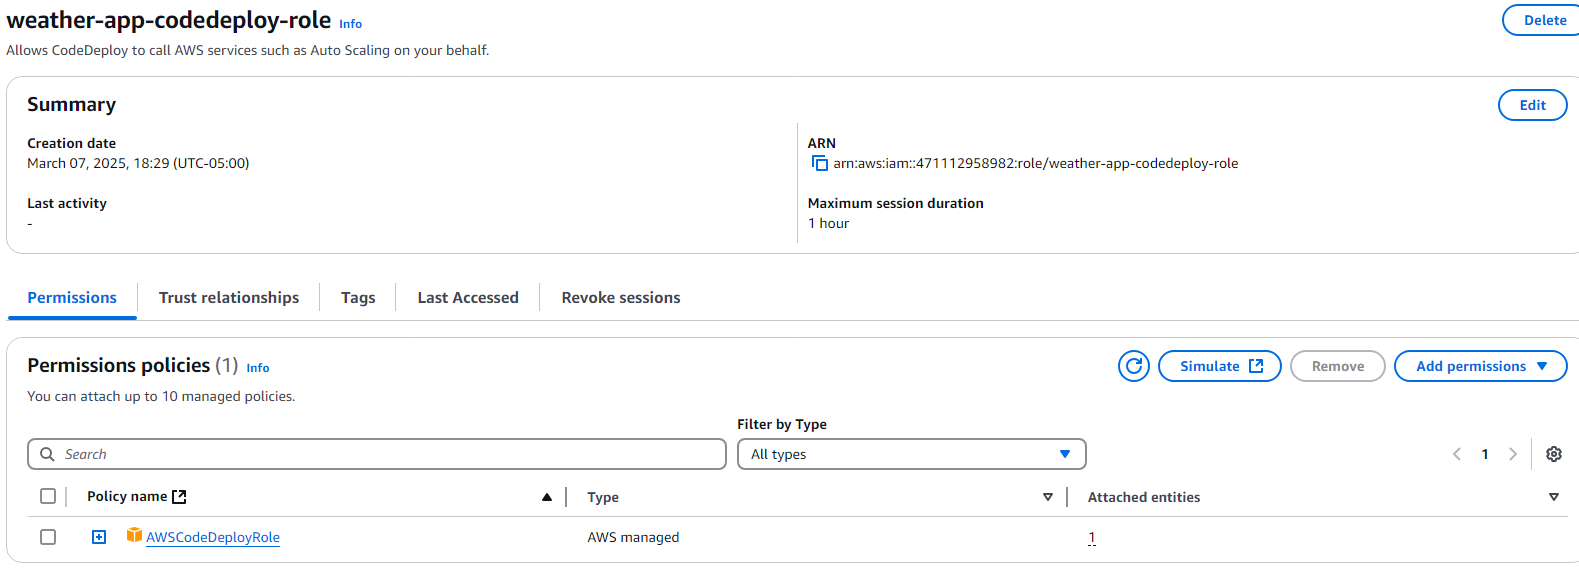 weather-app-codedeploy-role Info
Delete
Allows CodeDeploy to call AWS services such as Auto Scaling on your behalf.
Summary
Edit
Creation date
March 07, 2025, 18:29 (UTC-05:00)
ARN
arn:aws:iam::471112958982:role/weather-app-codedeploy-role
Last activity
-
Maximum session duration
1 hour
Permissions
Trust relationships
Tags
Last Accessed
Revoke sessions
Permissions policies (1) Info
Simulate
Remove
Add permissions
You can attach up to 10 managed policies.
Filter by Type
Search
All types
1
Policy name
Type
Attached entities
AWSCodeDeployRole
AWS managed
1